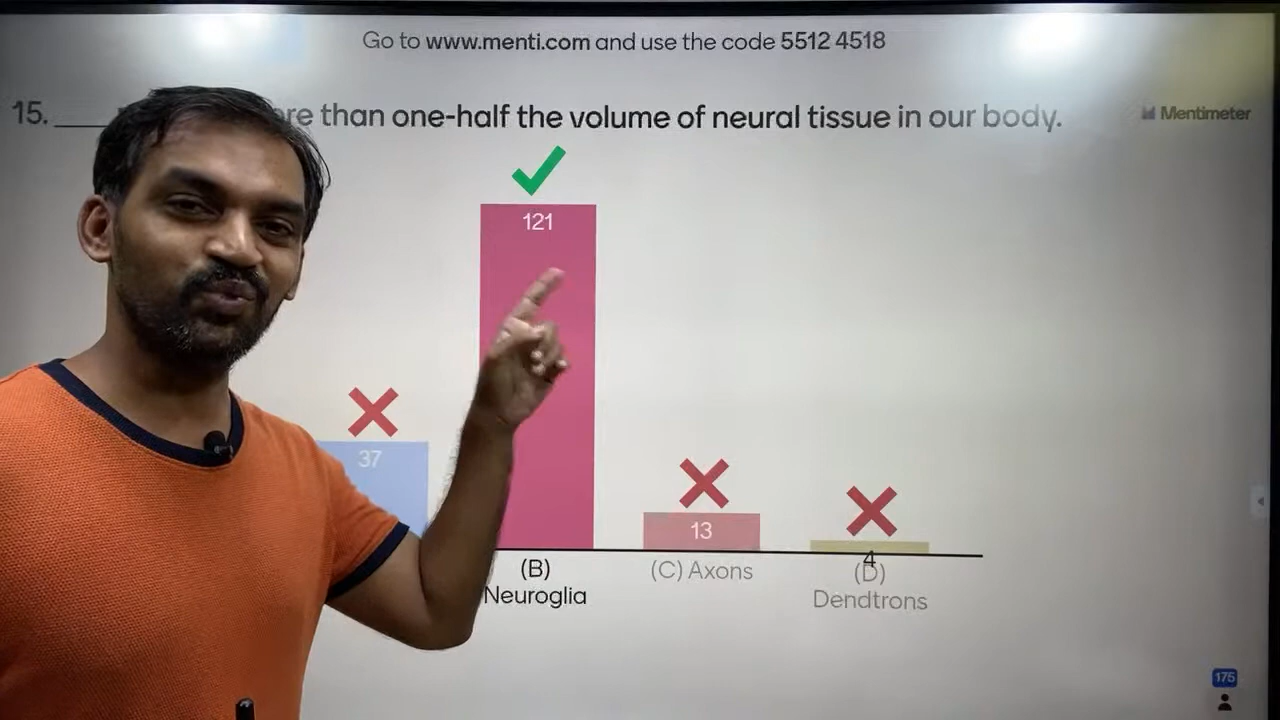 Go to www.menti.com and use the code 5512 4518
15. ____ than one-half the volume of neural tissue in our body.
Mentimeter
121
37
13
4
(B)
Neuroglia
(C) Axons
(D)
Dendtrons
175